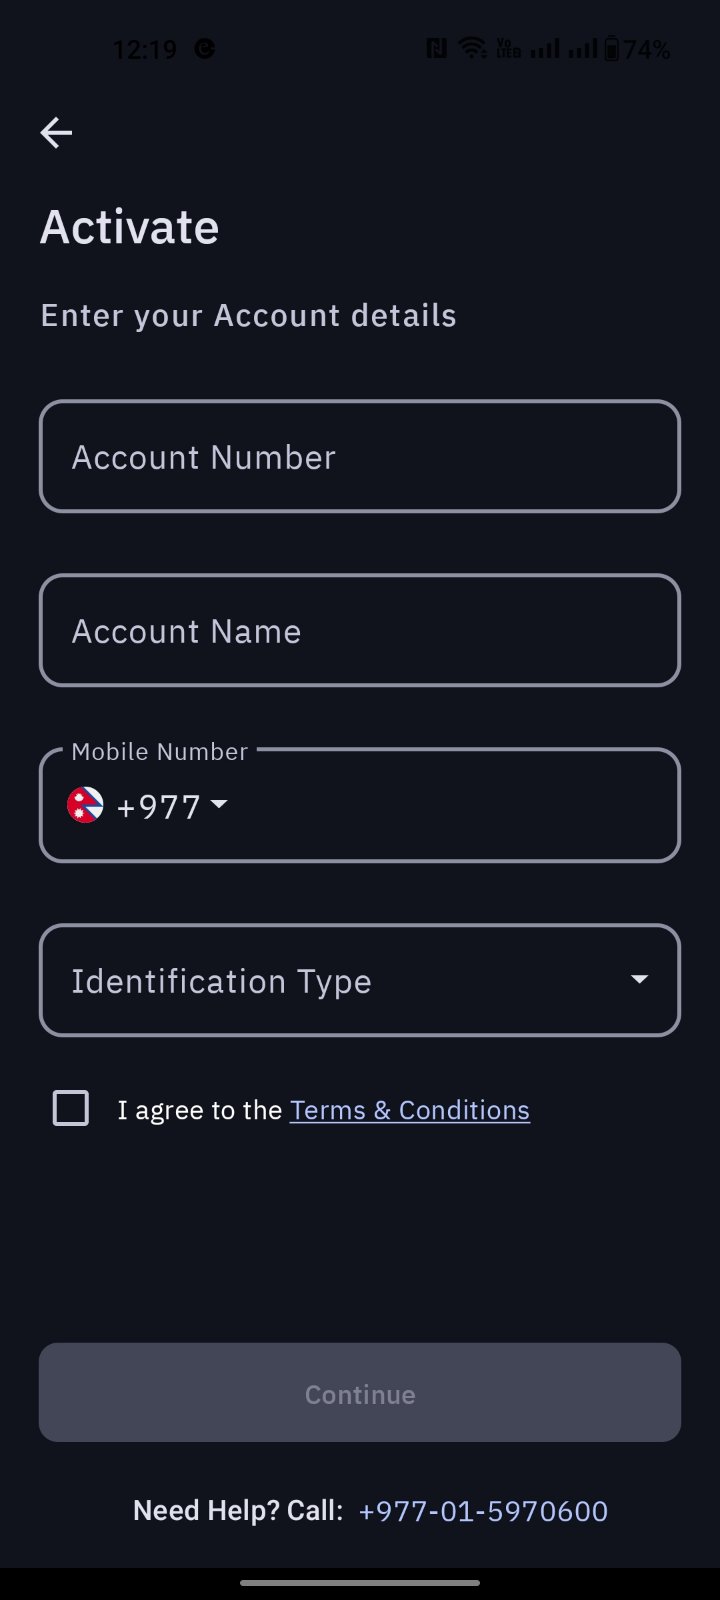 12:19 74%
Activate
Enter your Account details
Account Number
Account Name
Mobile Number
+977
Identification Type
I agree to the Terms & Conditions
Continue
Need Help? Call: +977-01-5970600